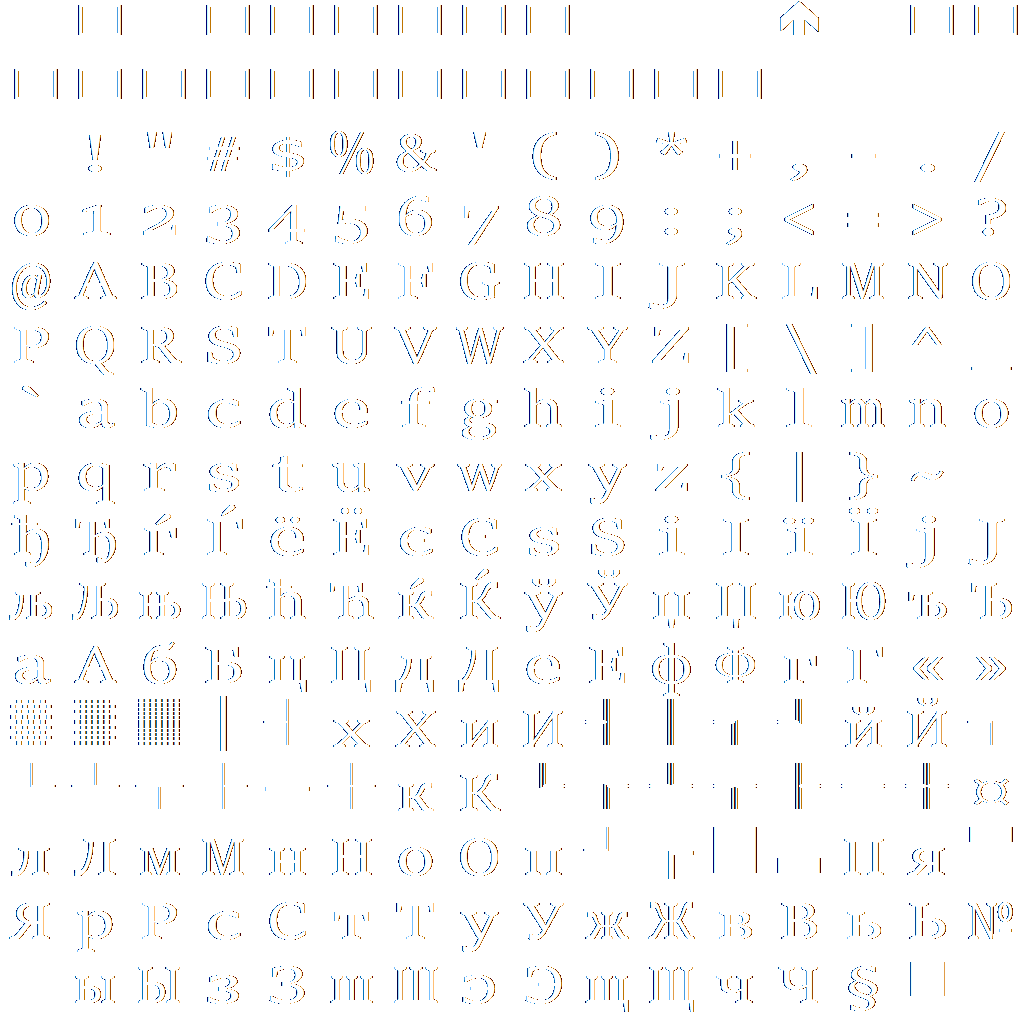 ! " # $ % & ' ( ) * + , - . /
0 1 2 3 4 5 6 7 8 9 : ; < = > ?
@ A B C D E F G H I J K L M N O
P Q R S T U V W X Y Z [ \ ] ^ _
` a b c d e f g h i j k l m n o
p q r s t u v w x y z { | } ~
ђ Ђ ѓ Ѓ ё Ё є Є ѕ Ѕ і І ї Ї ј Ј
љ Љ њ Њ ћ Ћ ќ Ќ ў Ў џ Џ ю Ю ъ Ъ
а А б Б ц Ц д Д е Е ф Ф г Г « »
░ ▒ ▓ │ ┤ х Х и И ╣ ║ ╗ ╝ й Й ┐
└ ┴ ┬ ├ ─ ┼ к К ╚ ╔ ╩ ╦ ╠ ═ ╬ ¤
л Л м М н Н о О п ┘ ┌ █ ▄ П я ▀
Я р Р с С т Т у У ж Ж в В ь Ь №
ы Ы з З ш Ш э Э щ Щ ч Ч § ■